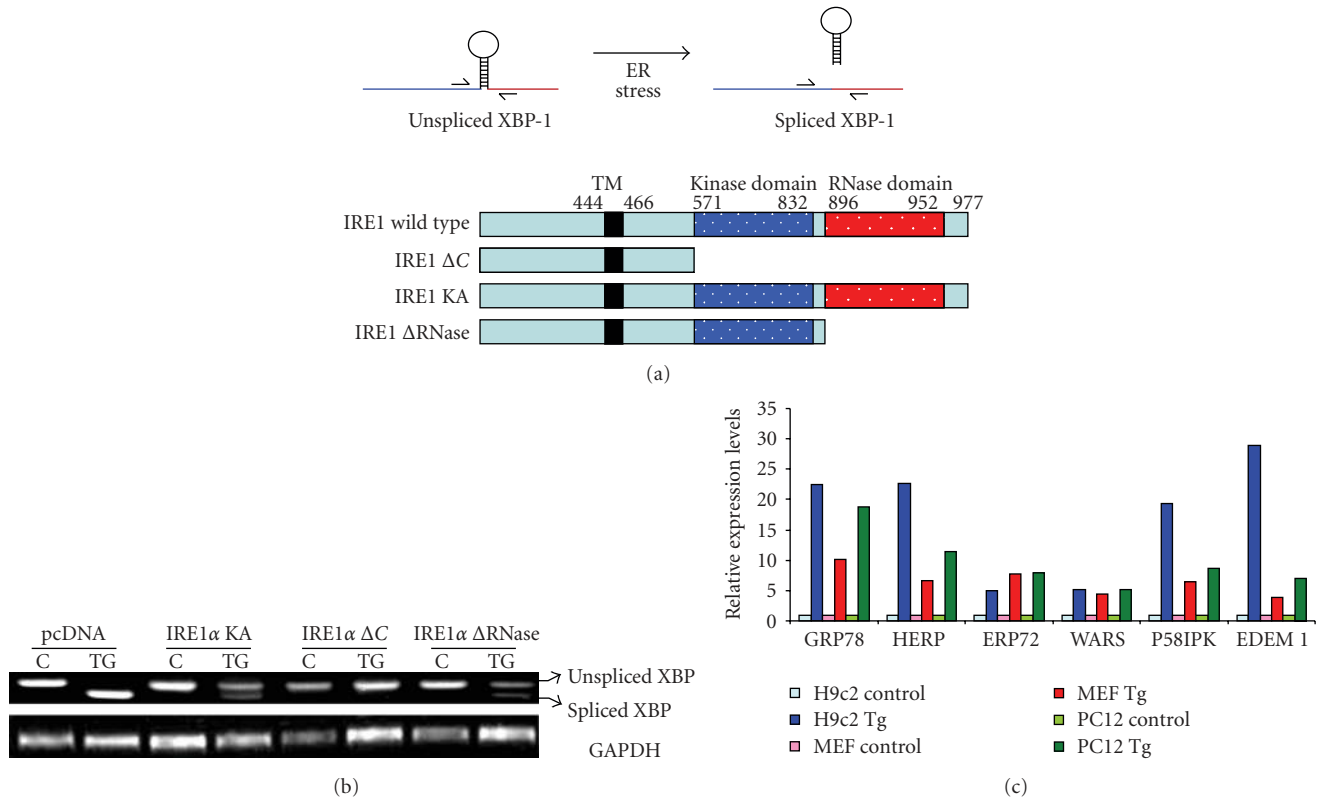 ER
stress
Unspliced XBP-1
Spliced XBP-1
TM
Kinase domain
RNase domain
444
466
571
832
896
952
977
IRE1 wild type
IRE1 ΔC
IRE1 KA
IRE1 ΔRNase
(a)
pcDNA
IRE1α KA
IRE1α ΔC
IRE1α ΔRNase
C TG C TG C TG C TG
Unspliced XBP
Spliced XBP
GAPDH
(b)
Relative expression levels
35
30
25
20
15
10
5
0
GRP78 HERP ERP72 WARS P58IPK EDEM 1
H9c2 control
H9c2 Tg
MEF control
MEF Tg
PC12 control
PC12 Tg
(c)